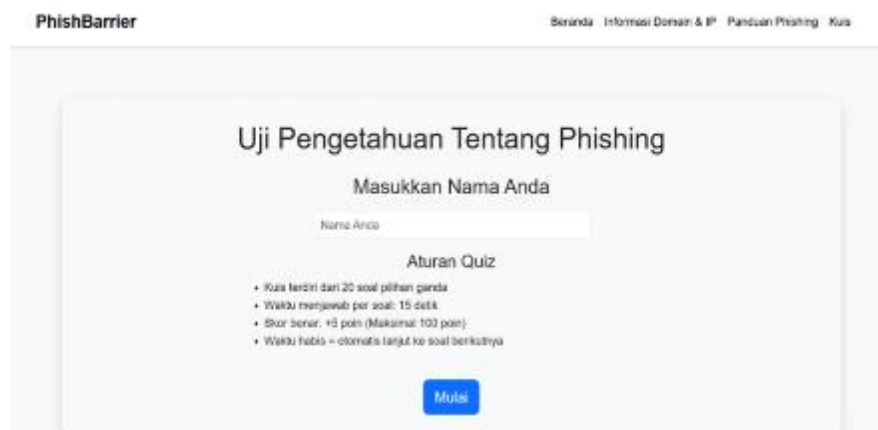 PhishBarrier
Beranda Informasi Domain & IP Panduan Phishing Kuis
Uji Pengetahuan Tentang Phishing
Masukkan Nama Anda
Nama Anda
Aturan Quiz
• Kuis terdiri dari 20 soal pilihan ganda
• Waktu menjawab per soal: 15 detik
• Skor benar: +5 poin (Maksimal 100 poin)
• Waktu habis = otomatis lanjut ke soal berikutnya
Mulai